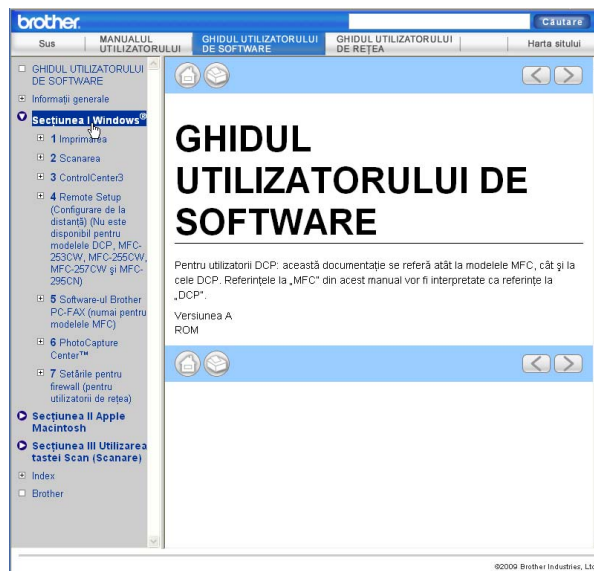 brother.
Căutare
Sus
MANUALUL
UTILIZATORULUI
GHIDUL UTILIZATORULUI
DE SOFTWARE
GHIDUL UTILIZATORULUI
DE REȚEA
Harta sitului
GHIDUL UTILIZATORULUI
DE SOFTWARE
Informații generale
Secțiunea I Windows®
1 Imprimarea
2 Scanarea
3 ControlCenter3
4 Remote Setup
(Configurare de la
distanță) (Nu este
disponibil pentru
modelele DCP, MFC-
253CW, MFC-255CW,
MFC-257CW și MFC-
295CN)
5 Software-ul Brother
PC-FAX (numai pentru
modelele MFC)
6 PhotoCapture
Center™
7 Setările pentru
firewall (pentru
utilizatorii de rețea)
Secțiunea II Apple
Macintosh
Secțiunea III Utilizarea
tastei Scan (Scanare)
Index
Brother
GHIDUL
UTILIZATORULUI DE
SOFTWARE
Pentru utilizatorii DCP: această documentație se referă atât la modelele MFC, cât și la
cele DCP. Referințele la „MFC" din acest manual vor fi interpretate ca referințe la
„DCP".
Versiunea A
ROM
©2009 Brother Industries, Ltd